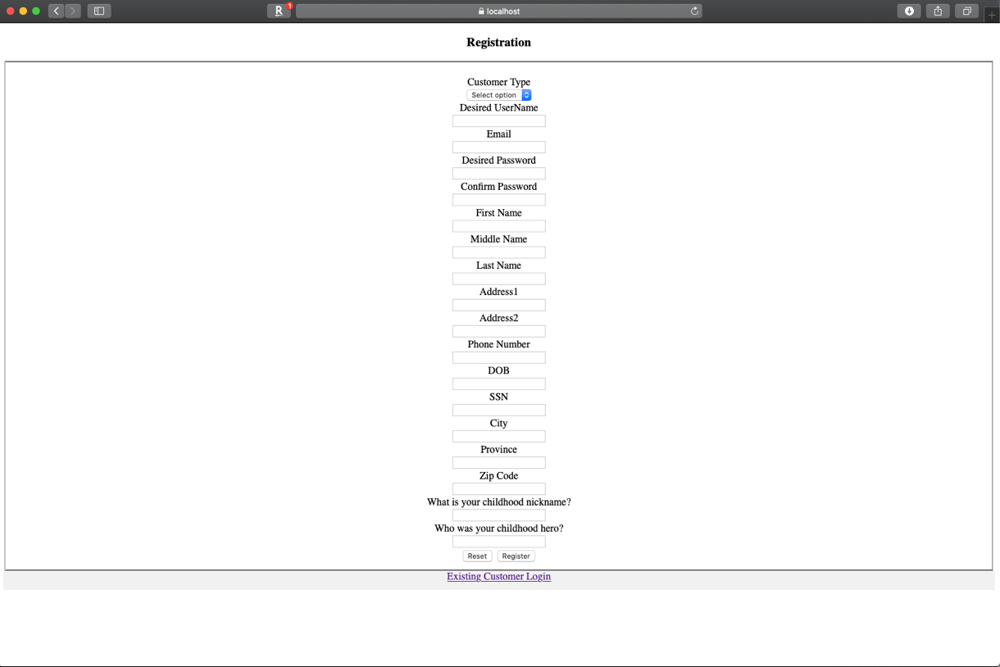 R 1 localhost
Registration
Customer Type
Select option
Desired UserName
Email
Desired Password
Confirm Password
First Name
Middle Name
Last Name
Address1
Address2
Phone Number
DOB
SSN
City
Province
Zip Code
What is your childhood nickname?
Who was your childhood hero?
Reset Register
Existing Customer Login